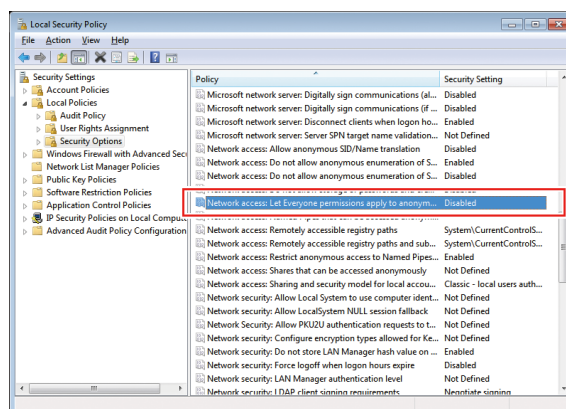 Local Security Policy
File Action View Help
Security Settings
Account Policies
Local Policies
Audit Policy
User Rights Assignment
Security Options
Windows Firewall with Advanced Secu
Network List Manager Policies
Public Key Policies
Software Restriction Policies
Application Control Policies
IP Security Policies on Local Compute
Advanced Audit Policy Configuration
Policy Security Setting
Microsoft network server: Digitally sign communications (al... Disabled
Microsoft network server: Digitally sign communications (if ... Disabled
Microsoft network server: Disconnect clients when logon ho... Enabled
Microsoft network server: Server SPN target name validation... Not Defined
Network access: Allow anonymous SID/Name translation Disabled
Network access: Do not allow anonymous enumeration of S... Enabled
Network access: Do not allow anonymous enumeration of S... Disabled
Network access: Let Everyone permissions apply to anonym... Disabled
Network access: Remotely accessible registry paths System\CurrentControlS...
Network access: Remotely accessible registry paths and sub... System\CurrentControlS...
Network access: Restrict anonymous access to Named Pipes... Enabled
Network access: Shares that can be accessed anonymously Not Defined
Network access: Sharing and security model for local accou... Classic - local users auth...
Network security: Allow Local System to use computer ident... Not Defined
Network security: Allow LocalSystem NULL session fallback Not Defined
Network Security: Allow PKU2U authentication requests to t... Not Defined
Network security: Configure encryption types allowed for Ke... Not Defined
Network security: Do not store LAN Manager hash value on ... Enabled
Network security: Force logoff when logon hours expire Disabled
Network security: LAN Manager authentication level Not Defined
Network security: LDAP client signing requirements Negotiate signing